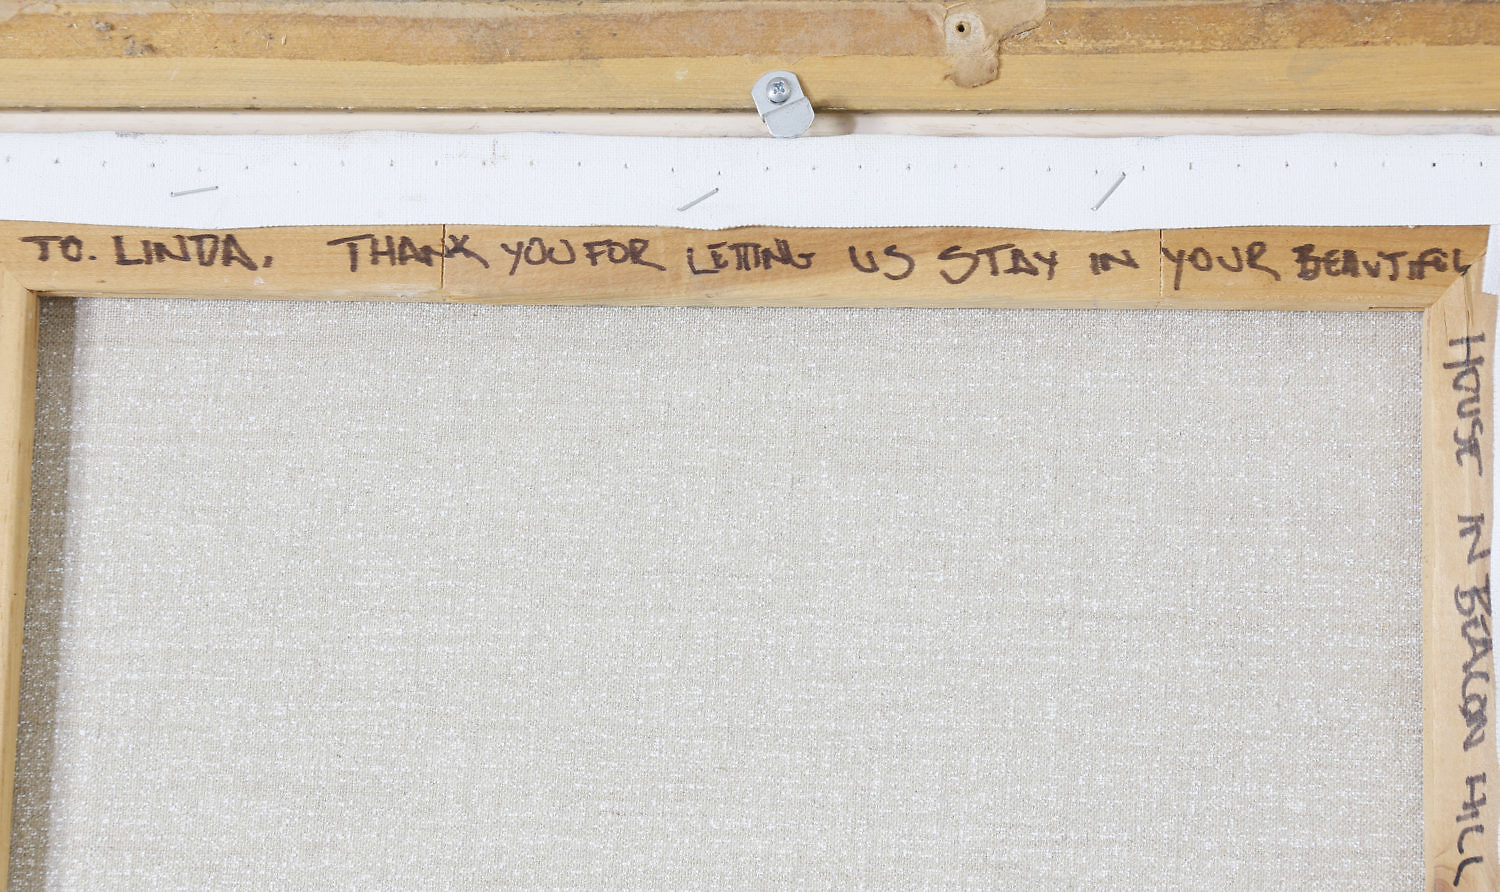 TO. LINDA, THANK YOU FOR LETTING US STAY IN YOUR BEAUTIFUL
HOUSE IN BEACON HILL